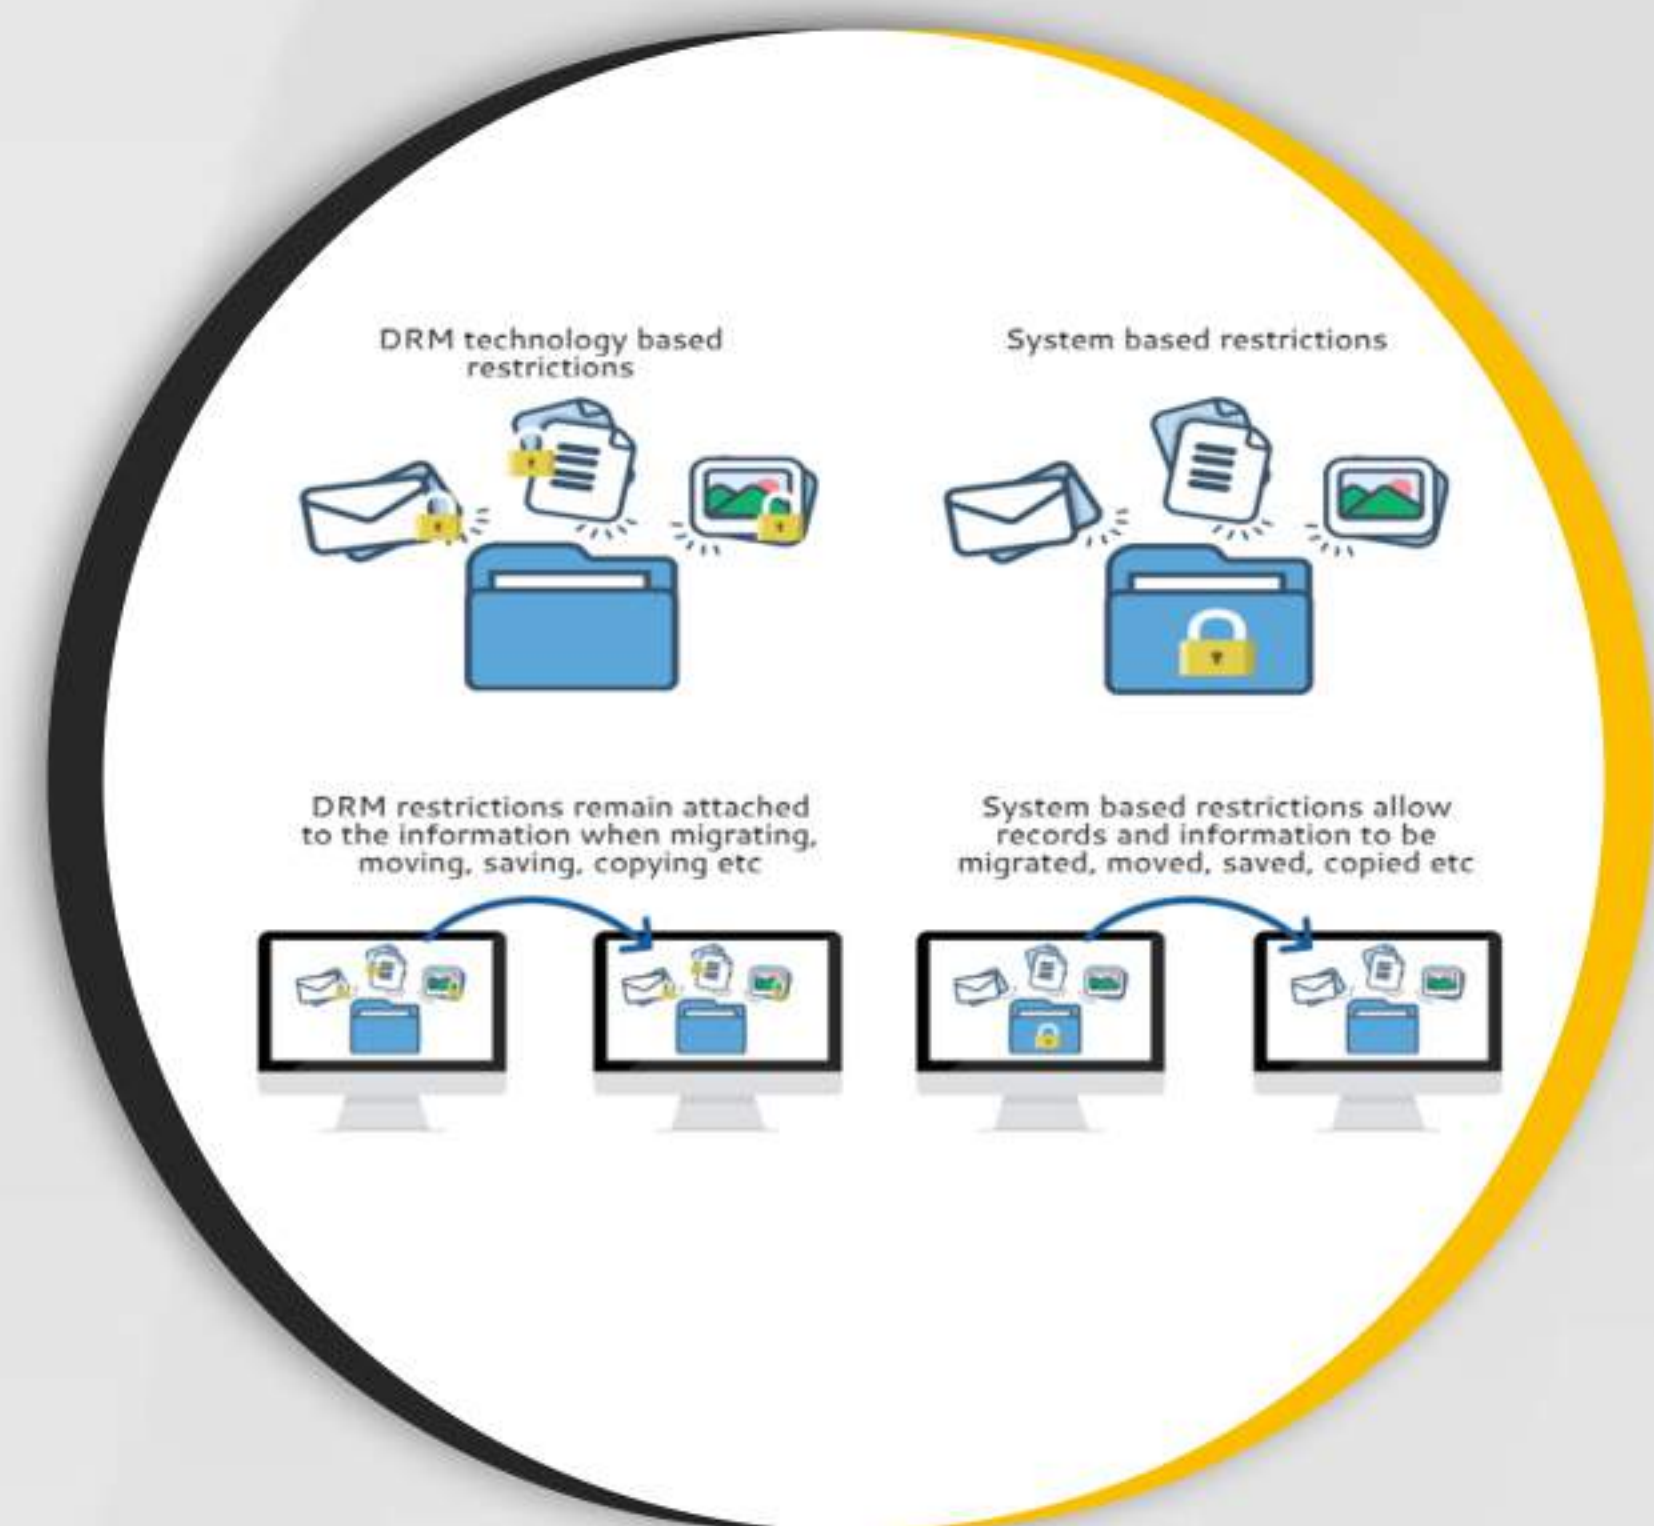 DRM technology based
restrictions
System based restrictions
DRM restrictions remain attached
to the information when migrating,
moving, saving, copying etc
System based restrictions allow
records and information to be
migrated, moved, saved, copied etc